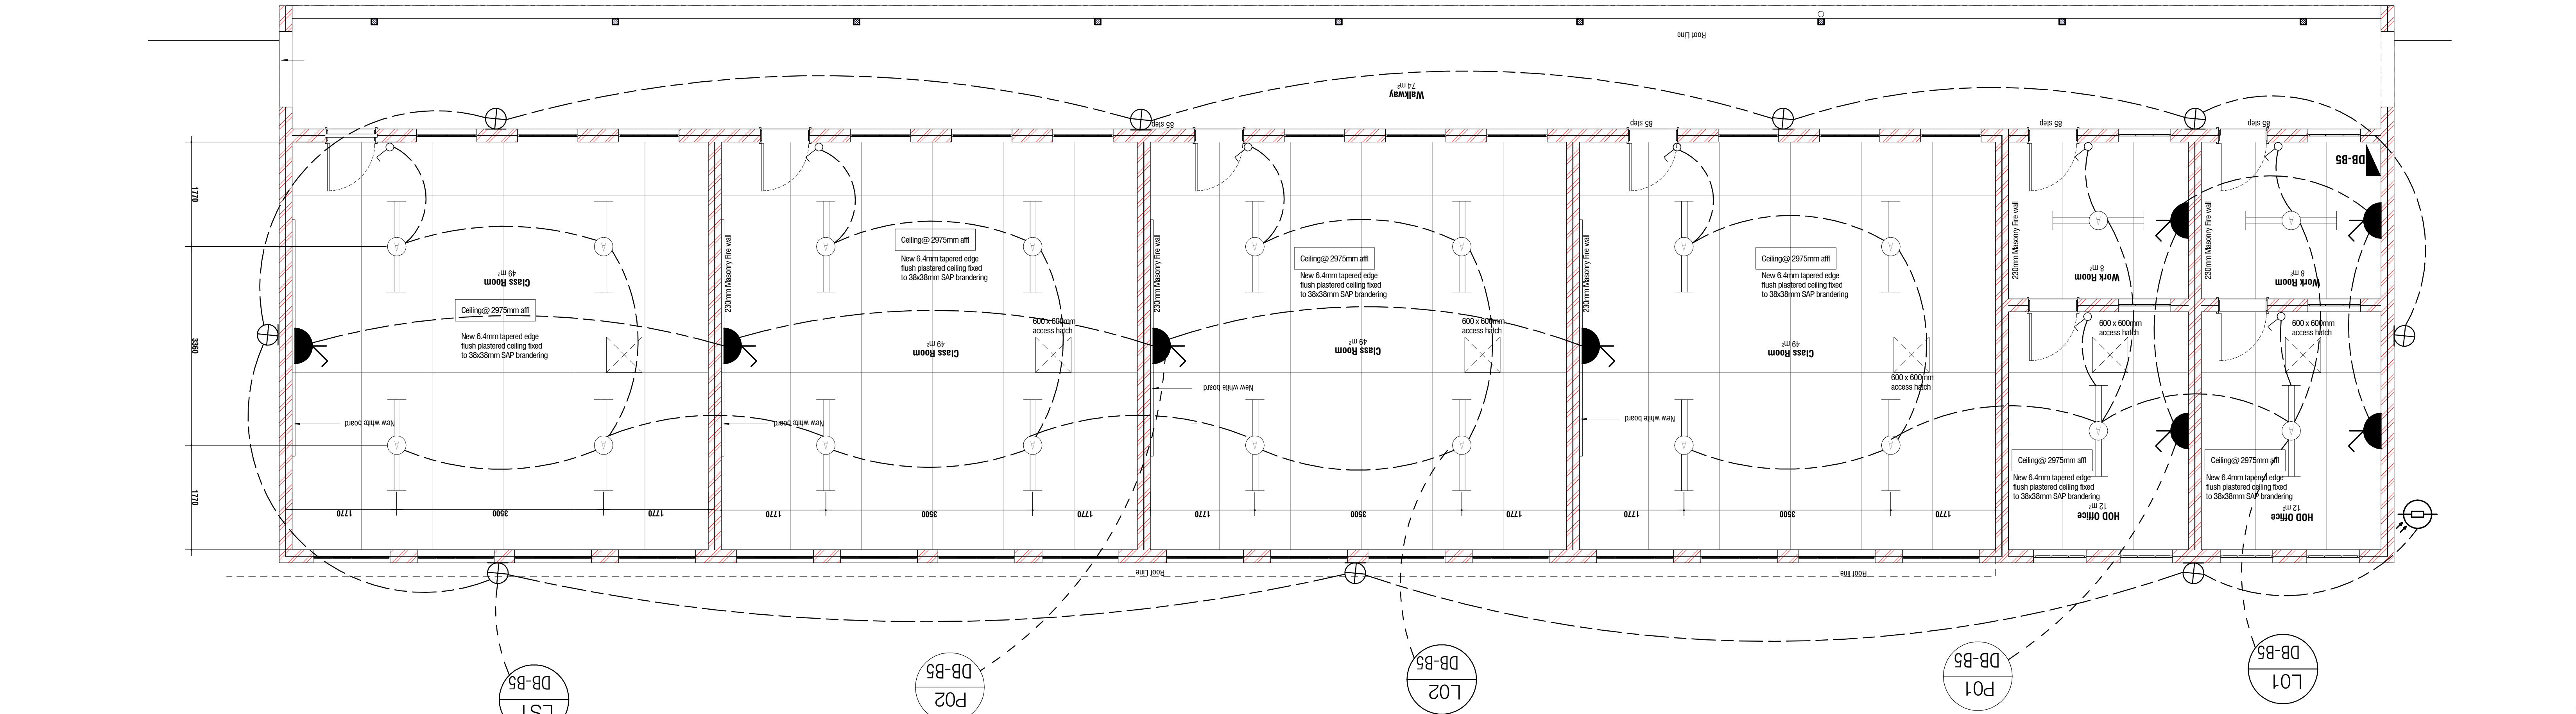 Roof Line
Walkway
74 m²
85 step
85 step
85 step
85 step
DB-B5
1770
3360
1770
Class Room
49 m²
Ceiling@ 2975mm affl
New 6.4mm tapered edge
flush plastered ceiling fixed
to 38x38mm SAP brandering
New white board
1770
3500
1770
230mm Masonry Fire wall
Ceiling@ 2975mm affl
New 6.4mm tapered edge
flush plastered ceiling fixed
to 38x38mm SAP brandering
600 x 600mm
access hatch
Class Room
49 m²
New white board
1770
3500
1770
230mm Masonry Fire wall
Ceiling@ 2975mm affl
New 6.4mm tapered edge
flush plastered ceiling fixed
to 38x38mm SAP brandering
600 x 600mm
access hatch
Class Room
49 m²
New white board
1770
3500
1770
230mm Masonry Fire wall
Ceiling@ 2975mm affl
New 6.4mm tapered edge
flush plastered ceiling fixed
to 38x38mm SAP brandering
Class Room
49 m²
600 x 600mm
access hatch
New white board
1770
3500
1770
230mm Masonry Fire wall
Work Room
8 m²
600 x 600mm
access hatch
Ceiling@ 2975mm affl
New 6.4mm tapered edge
flush plastered ceiling fixed
to 38x38mm SAP brandering
HOD Office
12 m²
230mm Masonry Fire wall
Work Room
8 m²
600 x 600mm
access hatch
Ceiling@ 2975mm affl
New 6.4mm tapered edge
flush plastered ceiling fixed
to 38x38mm SAP brandering
HOD Office
12 m²
Roof Line
Roof line
LS1
DB-B5
P02
DB-B5
L02
DB-B5
P01
DB-B5
L01
DB-B5